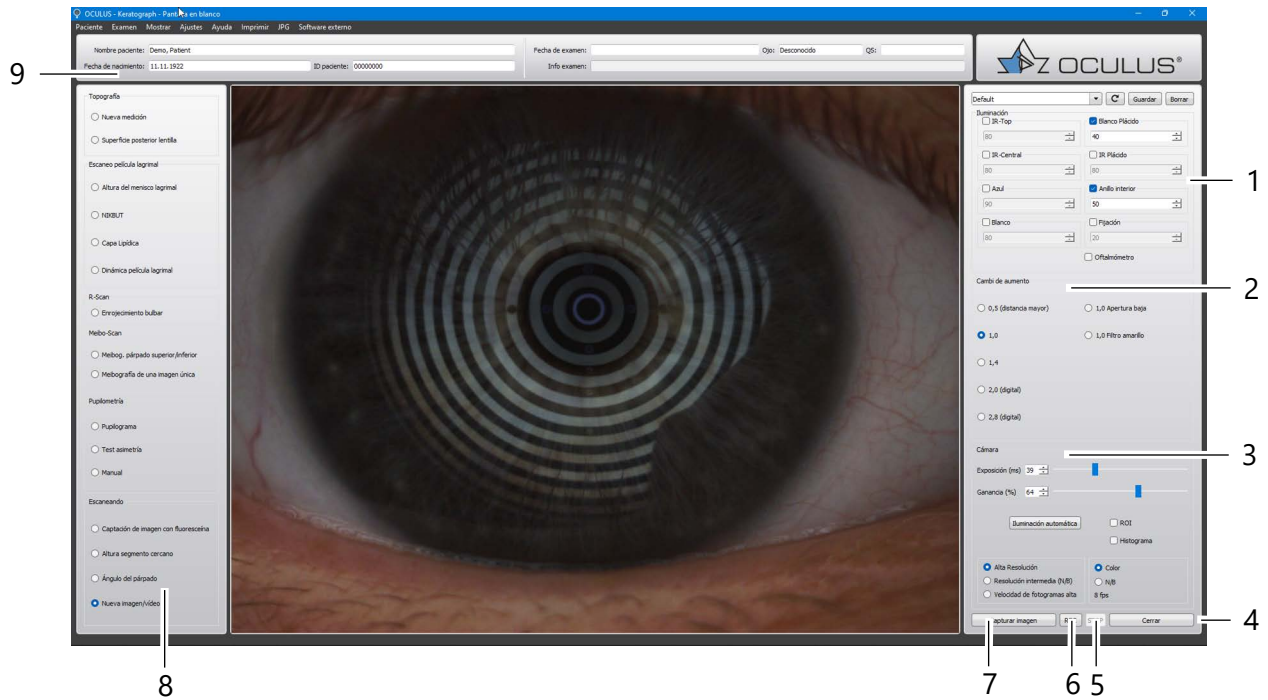 OCULUS - Keratograph - Pantalla en blanco
Paciente Examen Mostrar Ajustes Ayuda Imprimir JPG Software externo
Nombre paciente: Demo, Patient
Fecha de nacimiento: 11.11.1922 ID paciente: 00000000
Fecha de examen: Ojo: Desconocido QS:
Info examen:
OCULUS®
9
Topografía
Nueva medición
Superficie posterior lentilla
Escaneo película lagrimal
Altura del menisco lagrimal
NIKBUT
Capa Lipídica
Dinámica película lagrimal
R-Scan
Enrojecimiento bulbar
Meibo-Scan
Meibog. párpado superior/inferior
Meibografía de una imagen única
Pupilometría
Pupilograma
Test asimetría
Manual
Escaneando
Captación de imagen con fluoresceína
Altura segmento cercano
Ángulo del párpado
Nueva imagen/vídeo
8
Default Guardar Borrar
Iluminación
IR-Top Blanco Plácido
80 40
IR-Central IR Plácido
80 80
1
Azul Anillo interior
90 50
Blanco Fijación
80 20
Oftalmómetro
Cambi de aumento
2
0,5 (distancia mayor) 1,0 Apertura baja
1,0 1,0 Filtro amarillo
1,4
2,0 (digital)
2,8 (digital)
Cámara
3
Exposición (ms) 39
Ganancia (%) 64
Iluminación automática ROI
Histograma
Alta Resolución Color
Resolución intermedia (N/B) N/B
Velocidad de fotogramas alta 8 fps
apturar imagen Cerrar
4
7 6 5